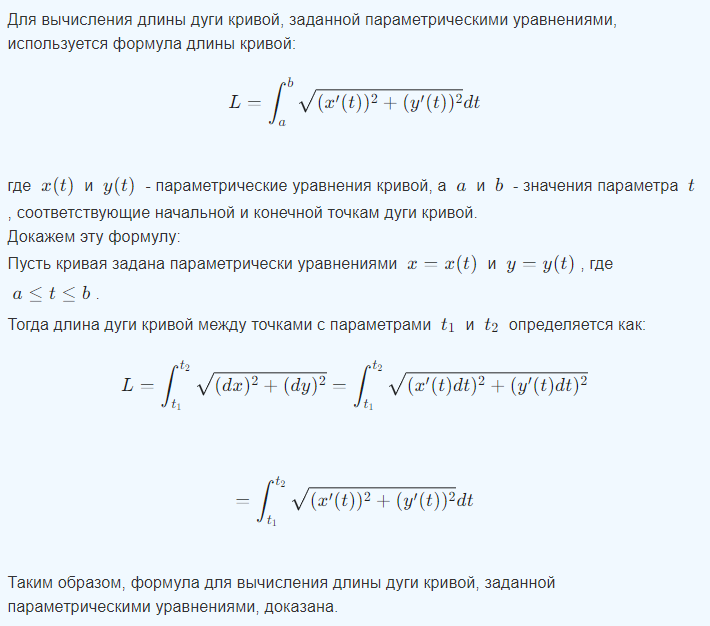 Для вычисления длины дуги кривой, заданной параметрическими уравнениями,
используется формула длины кривой:
$L = \int_a^b \sqrt{(x'(t))^2 + (y'(t))^2} dt$
где $x(t)$ и $y(t)$ - параметрические уравнения кривой, а $a$ и $b$ - значения параметра $t$
, соответствующие начальной и конечной точкам дуги кривой.
Докажем эту формулу:
Пусть кривая задана параметрически уравнениями $x = x(t)$ и $y = y(t)$ , где
$a \leq t \leq b$ .
Тогда длина дуги кривой между точками с параметрами $t_1$ и $t_2$ определяется как:
$L = \int_{t_1}^{t_2} \sqrt{(dx)^2 + (dy)^2} = \int_{t_1}^{t_2} \sqrt{(x'(t)dt)^2 + (y'(t)dt)^2}$
$= \int_{t_1}^{t_2} \sqrt{(x'(t))^2 + (y'(t))^2} dt$
Таким образом, формула для вычисления длины дуги кривой, заданной
параметрическими уравнениями, доказана.